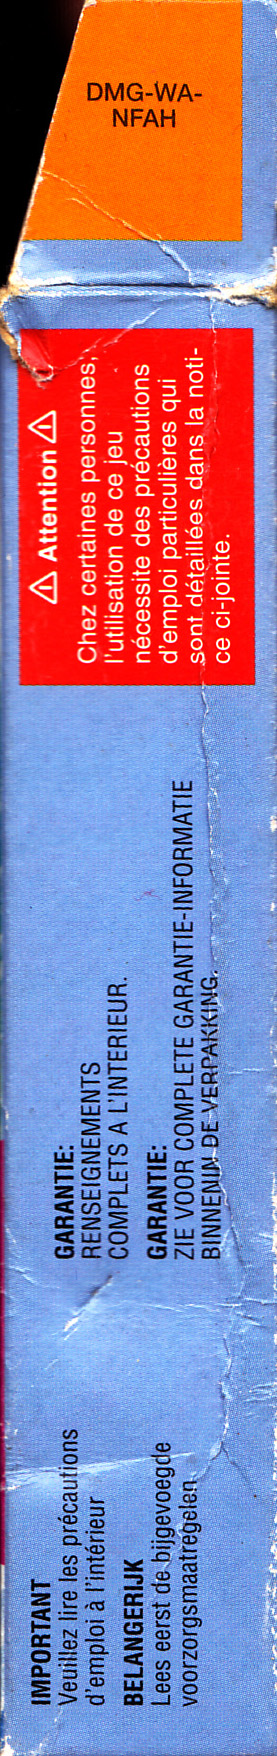 DMG-WA-
NFAH
⚠ Attention ⚠
Chez certaines personnes,
l'utilisation de ce jeu
nécessite des précautions
d'emploi particulières qui
sont détaillées dans la noti-
ce ci-jointe.
GARANTIE:
RENSEIGNEMENTS
COMPLETS A L'INTERIEUR.
GARANTIE:
ZIE VOOR COMPLETE GARANTIE-INFORMATIE
BINNENIN DE VERPAKKING.
IMPORTANT
Veuillez lire les précautions
d'emploi à l'intérieur
BELANGERIJK
Lees eerst de bijgevoegde
voorzorgsmaatregelen